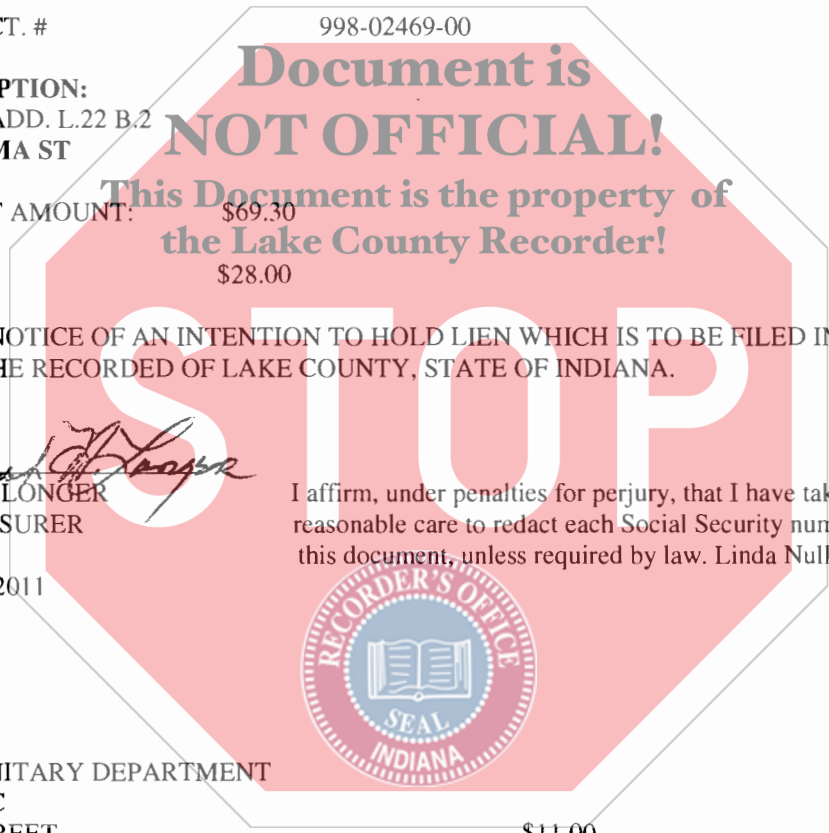 CT. # 998-02469-00
Document is
PTION:
ADD. L.22 B.2
NOT OFFICIAL!
MA ST
This Document is the property of
T AMOUNT: $69.30
the Lake County Recorder!
$28.00
STOP
NOTICE OF AN INTENTION TO HOLD LIEN WHICH IS TO BE FILED IN
HE RECORDED OF LAKE COUNTY, STATE OF INDIANA.
LONGER
SURER
I affirm, under penalties for perjury, that I have tak
reasonable care to redact each Social Security num
this document, unless required by law. Linda Nul
2011
RECORDER'S OFFICE
SEAL
INDIANA
NITARY DEPARTMENT
C
REET $11.00